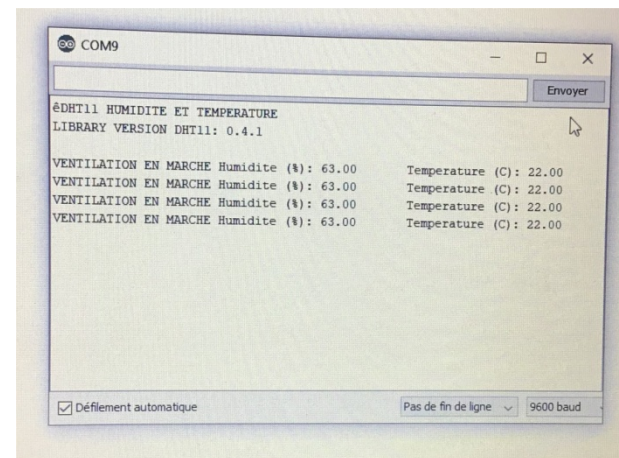 COM9
Envoyer
êDHT11 HUMIDITE ET TEMPERATURE
LIBRARY VERSION DHT11: 0.4.1
VENTILATION EN MARCHE Humidite (%): 63.00 Temperature (C): 22.00
VENTILATION EN MARCHE Humidite (%): 63.00 Temperature (C): 22.00
VENTILATION EN MARCHE Humidite (%): 63.00 Temperature (C): 22.00
VENTILATION EN MARCHE Humidite (%): 63.00 Temperature (C): 22.00
Défilement automatique Pas de fin de ligne 9600 baud